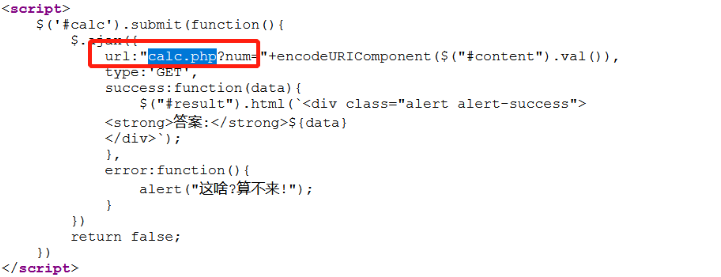 <script>
$('#calc').submit(function(){
$.ajax({
url:"calc.php?num="+encodeURIComponent($("#content").val()),
type:'GET',
success:function(data){
$("#result").html(`<div class="alert alert-success">
<strong>答案:</strong>${data}
</div>`);
},
error:function(){
alert("这啥?算不来!");
}
})
return false;
})
</script>